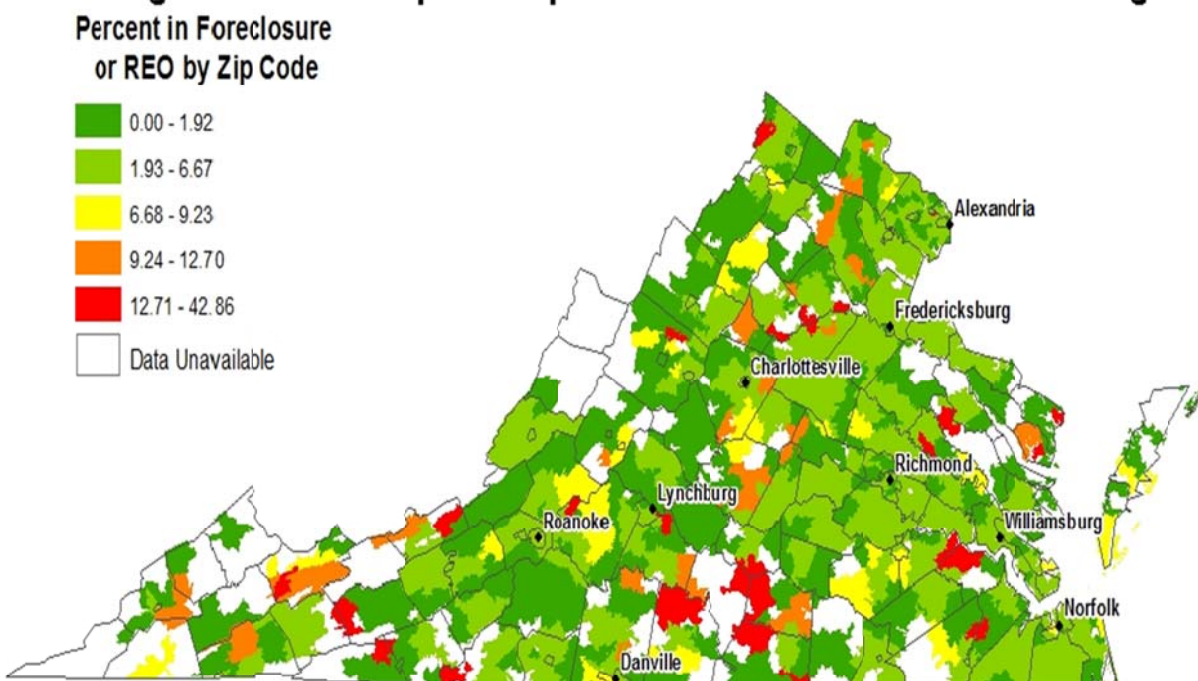 Percent in Foreclosure
or REO by Zip Code
0.00 - 1.92
1.93 - 6.67
6.68 - 9.23
9.24 - 12.70
12.71 - 42.86
Data Unavailable
Alexandria
Fredericksburg
Charlottesville
Richmond
Lynchburg
Roanoke
Williamsburg
Norfolk
Danville